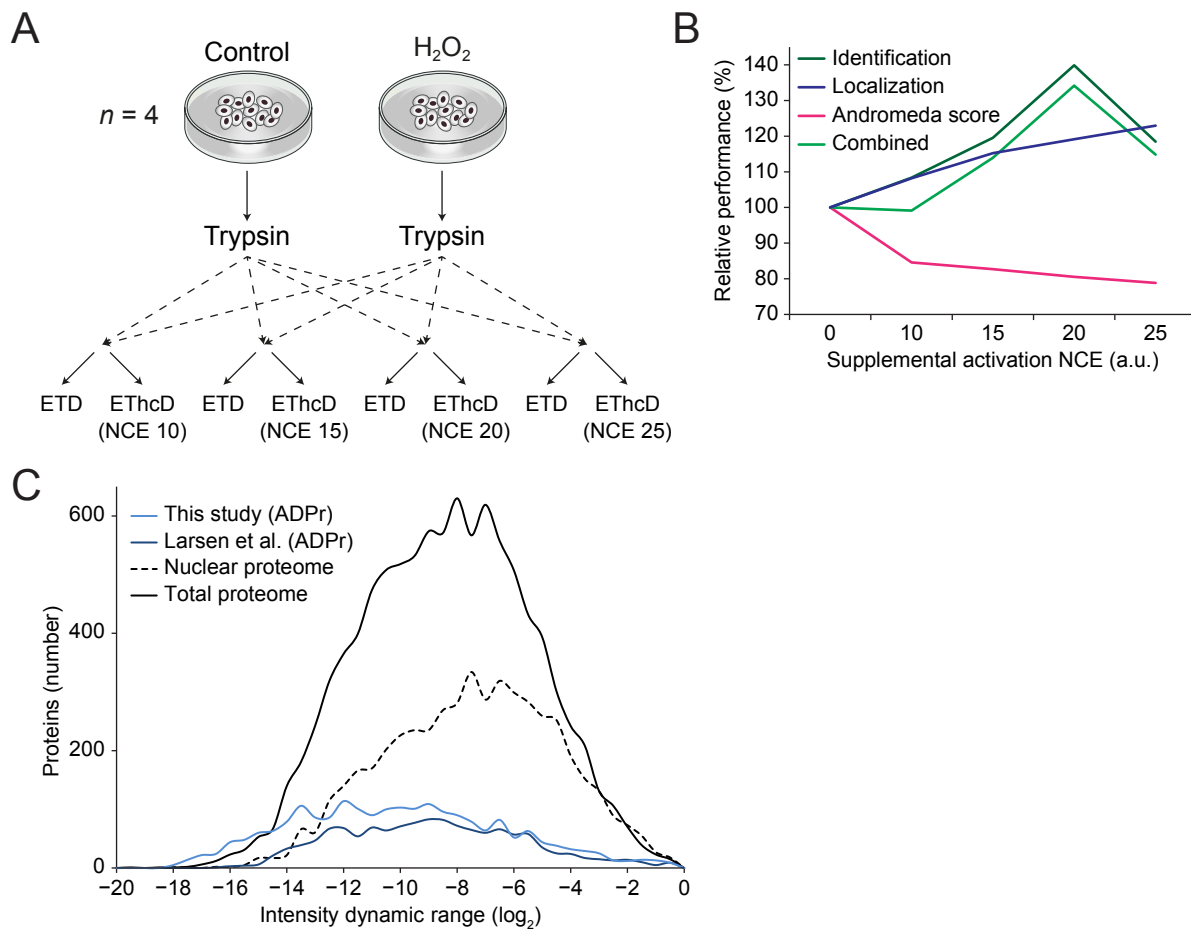 A
Control
H₂O₂
n = 4
Trypsin
Trypsin
ETD
EThcD
(NCE 10)
ETD
EThcD
(NCE 15)
ETD
EThcD
(NCE 20)
ETD
EThcD
(NCE 25)
B
Identification
Localization
Andromeda score
Combined
Relative performance (%)
140
130
120
110
100
90
80
70
0 10 15 20 25
Supplemental activation NCE (a.u.)
C
This study (ADPr)
Larsen et al. (ADPr)
Nuclear proteome
Total proteome
Proteins (number)
600
400
200
0
−20 −18 −16 −14 −12 −10 −8 −6 −4 −2 0
Intensity dynamic range (log₂)